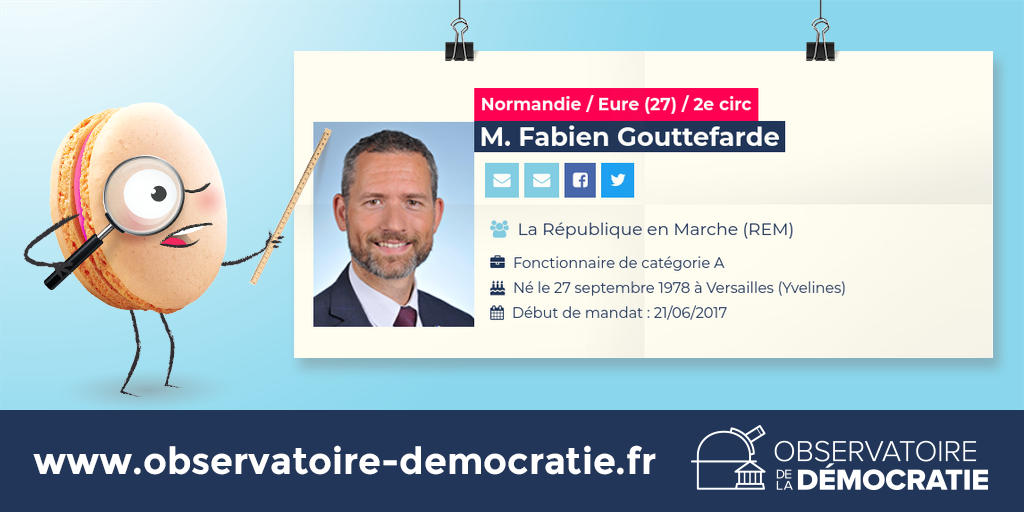 Normandie / Eure (27) / 2e circ
M. Fabien Gouttefarde
La République en Marche (REM)
Fonctionnaire de catégorie A
Né le 27 septembre 1978 à Versailles (Yvelines)
Début de mandat : 21/06/2017
www.observatoire-democratie.fr
OBSERVATOIRE
DE LA DÉMOCRATIE